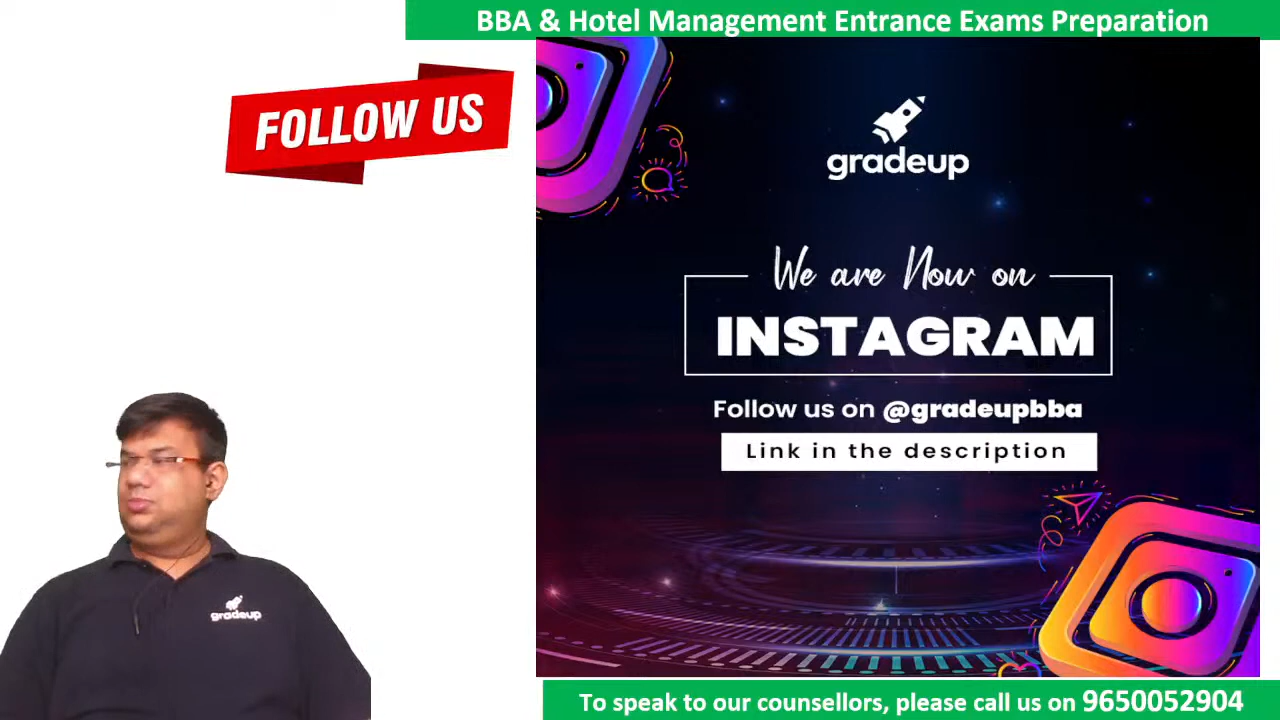 BBA & Hotel Management Entrance Exams Preparation
FOLLOW US
gradeup
We are Now on
INSTAGRAM
Follow us on @gradeupbba
Link in the description
gradeup
To speak to our counsellors, please call us on 9650052904